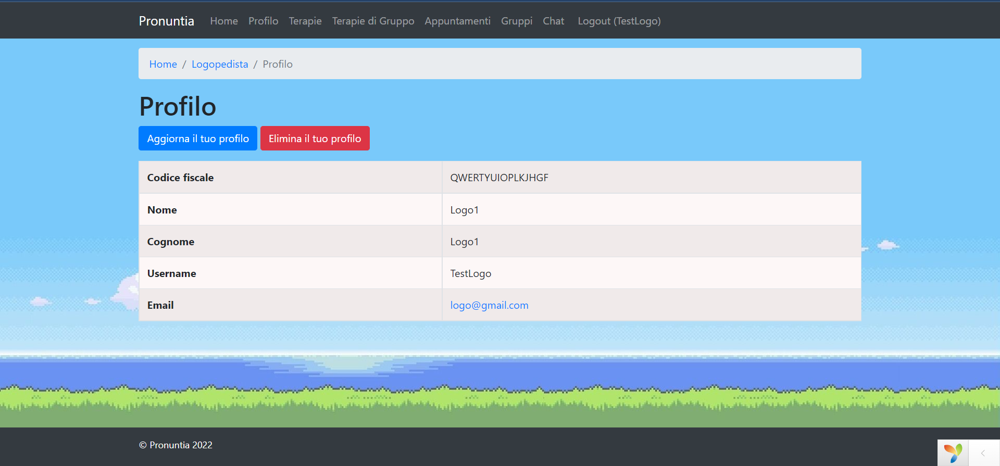 Pronuntia Home Profilo Terapie Terapie di Gruppo Appuntamenti Gruppi Chat Logout (TestLogo)
Home / Logopedista / Profilo
Profilo
Aggiorna il tuo profilo Elimina il tuo profilo
Codice fiscale QWERTYUIOPLKJHGF
Nome Logo1
Cognome Logo1
Username TestLogo
Email logo@gmail.com
© Pronuntia 2022